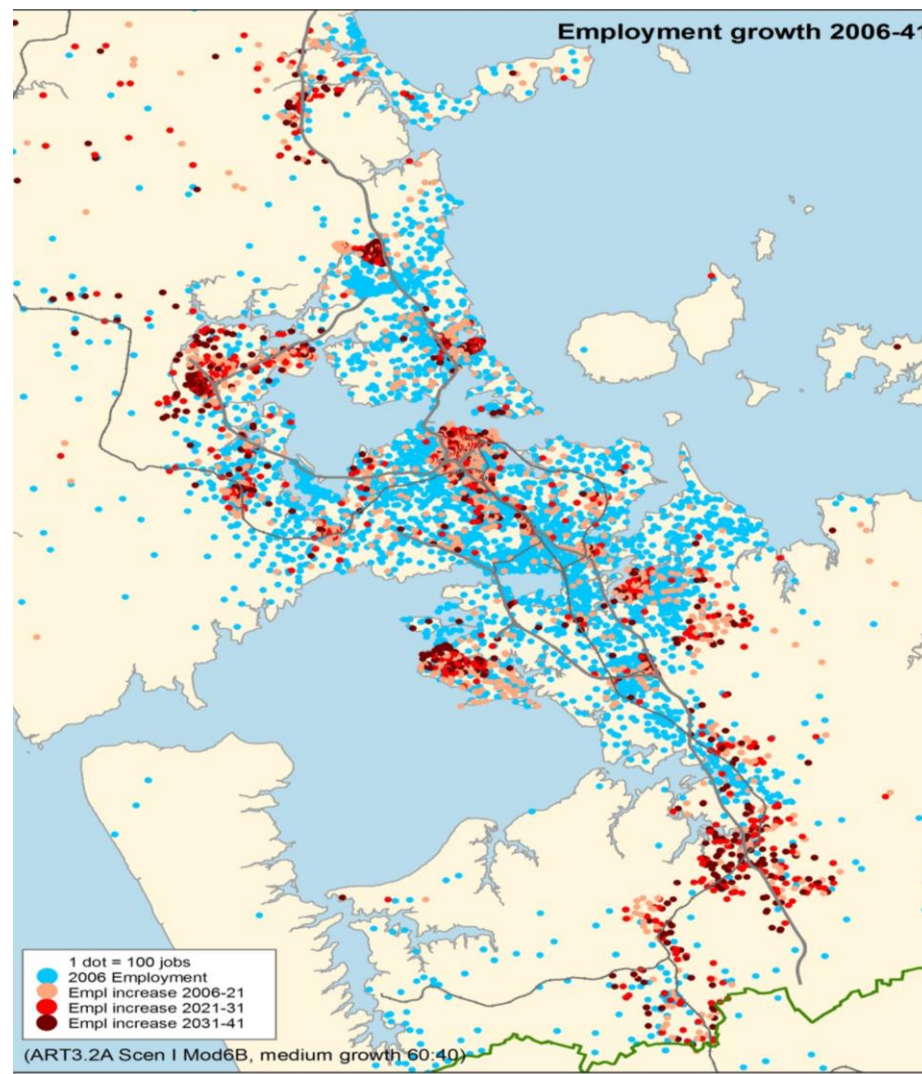 Employment growth 2006-41
1 dot = 100 jobs
2006 Employment
Empl increase 2006-21
Empl increase 2021-31
Empl increase 2031-41
(ART3.2A Scen I Mod6B, medium growth 60:40)